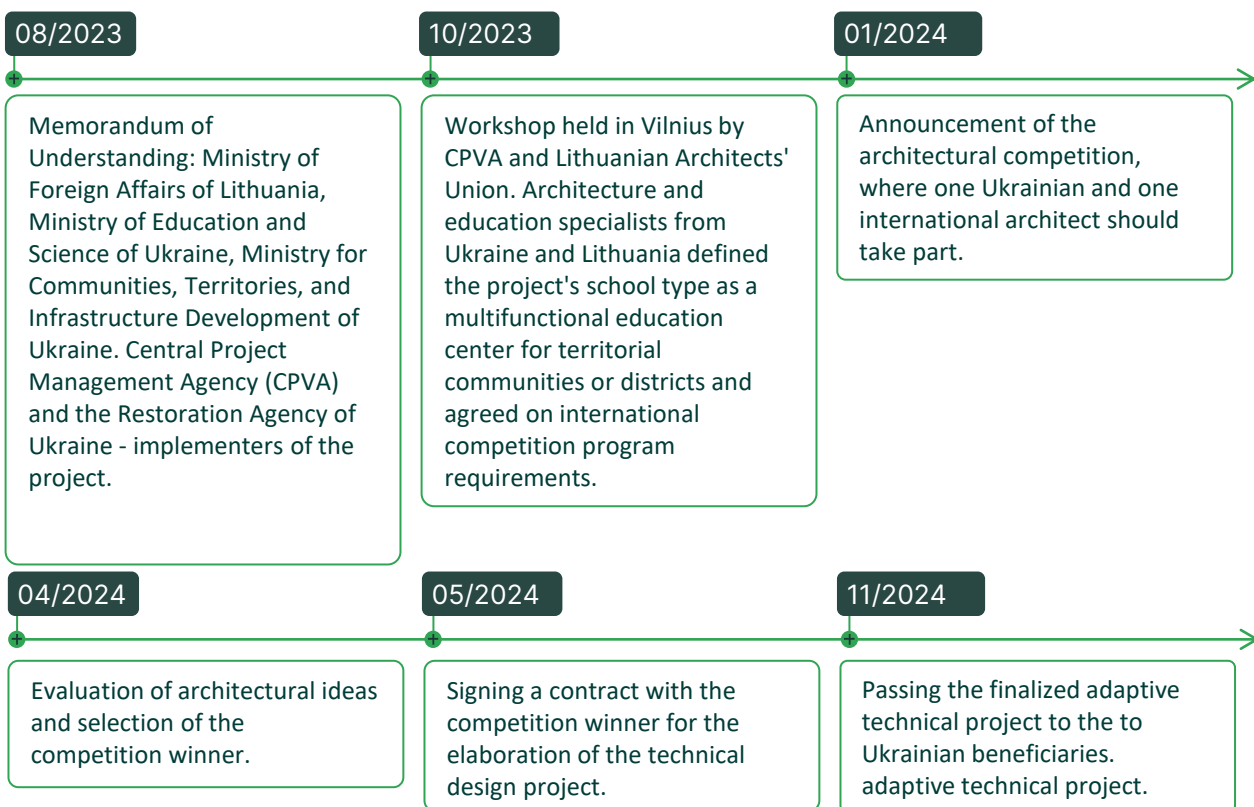 08/2023
10/2023
01/2024
Memorandum of
Understanding: Ministry of
Foreign Affairs of Lithuania,
Ministry of Education and
Science of Ukraine, Ministry for
Communities, Territories, and
Infrastructure Development of
Ukraine. Central Project
Management Agency (CPVA)
and the Restoration Agency of
Ukraine - implementers of the
project.
Workshop held in Vilnius by
CPVA and Lithuanian Architects'
Union. Architecture and
education specialists from
Ukraine and Lithuania defined
the project's school type as a
multifunctional education
center for territorial
communities or districts and
agreed on international
competition program
requirements.
Announcement of the
architectural competition,
where one Ukrainian and one
international architect should
take part.
04/2024
05/2024
11/2024
Evaluation of architectural ideas
and selection of the
competition winner.
Signing a contract with the
competition winner for the
elaboration of the technical
design project.
Passing the finalized adaptive
technical project to the to
Ukrainian beneficiaries.
adaptive technical project.